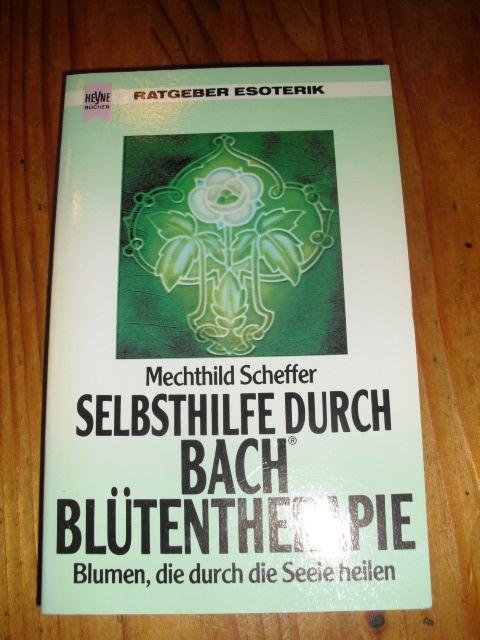 HEYNE
BÜCHER
RATGEBER ESOTERIK
Mechthild Scheffer
SELBSTHILFE DURCH
BACH®
BLÜTENTHERAPIE
Blumen, die durch die Seele heilen